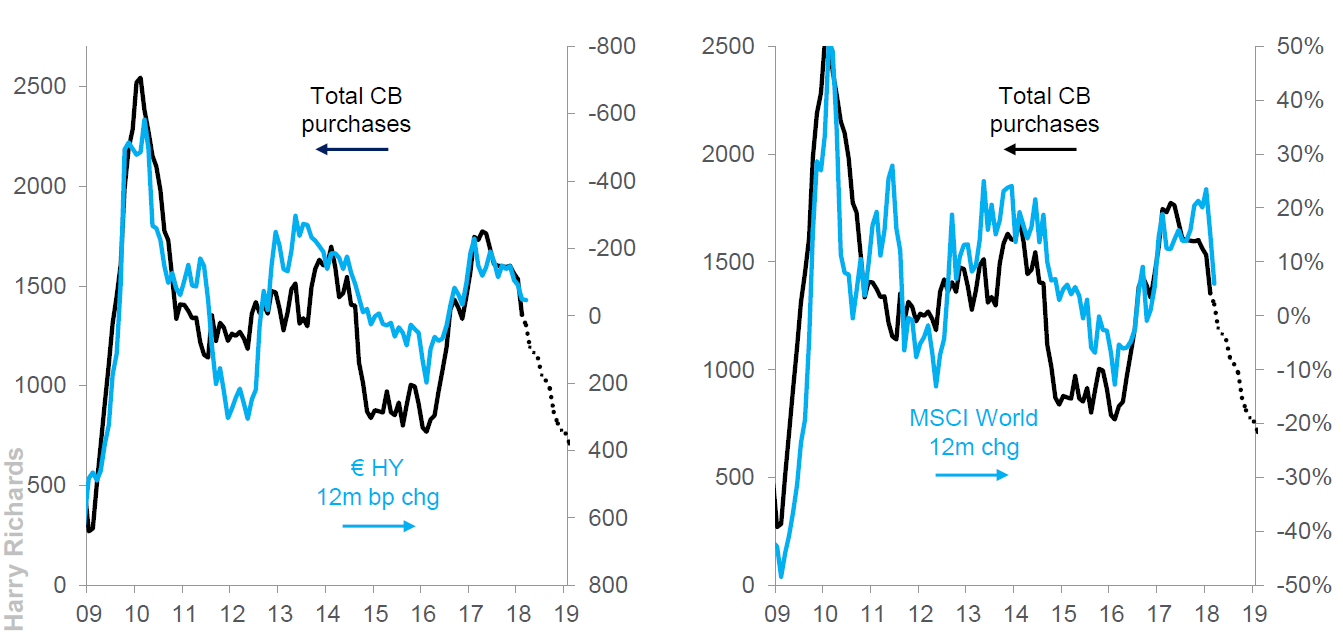 2500
2000
1500
1000
500
0
-800
-600
-400
-200
0
200
400
600
800
Total CB
purchases
€ HY
12m bp chg
09 10 11 12 13 14 15 16 17 18 19
2500
2000
1500
1000
500
0
50%
40%
30%
20%
10%
0%
-10%
-20%
-30%
-40%
-50%
Total CB
purchases
MSCI World
12m chg
09 10 11 12 13 14 15 16 17 18 19
Harry Richards